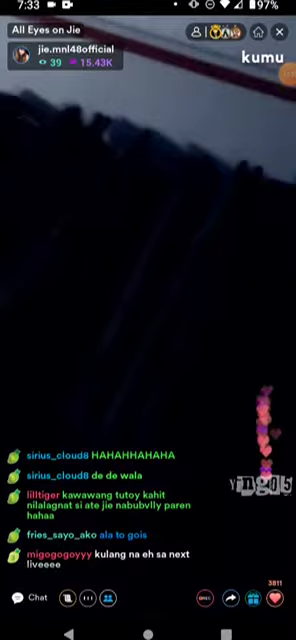 7:33
97%
All Eyes on Jie
jie.mnl48official
39 15.43K
kumu
sirius_cloud8 HAHAHHAHAHA
sirius_cloud8 de de wala
lilltiger kawawang tutoy kahit
nilalagnat si ate jie nabubvlly paren
hahaa
fries_sayo_ako ala to gois
migogogoyyy kulang na eh sa next
liveeee
3811
Chat